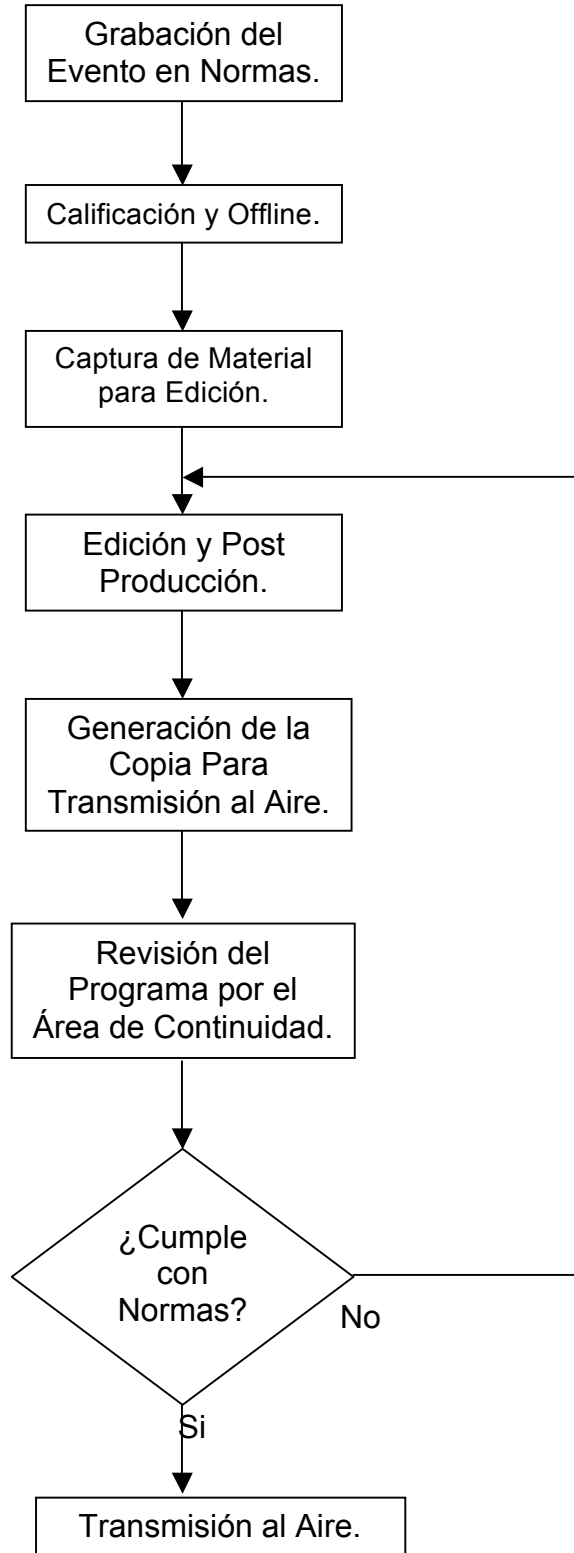 Grabación del
Evento en Normas.
Calificación y Offline.
Captura de Material
para Edición.
Edición y Post
Producción.
Generación de la
Copia Para
Transmisión al Aire.
Revisión del
Programa por el
Área de Continuidad.
¿Cumple
con
Normas?
No
Si
Transmisión al Aire.